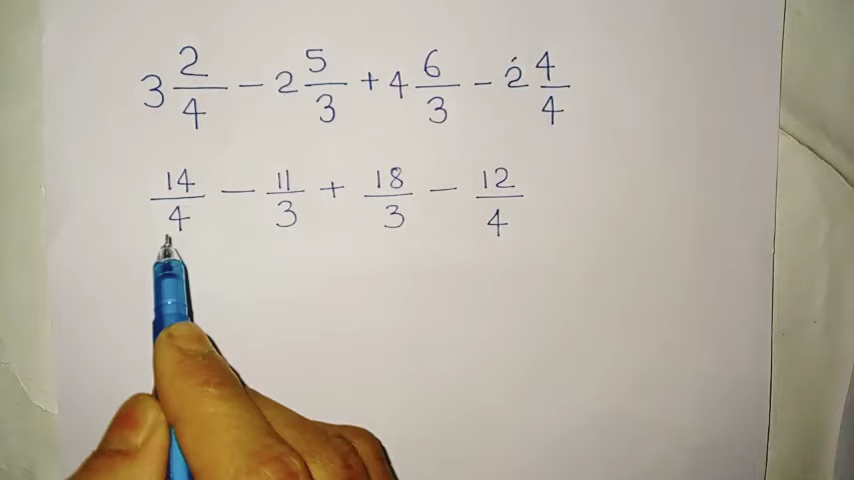 3 2/4 - 2 5/3 + 4 6/3 - 2 4/4
14/4 - 11/3 + 18/3 - 12/4